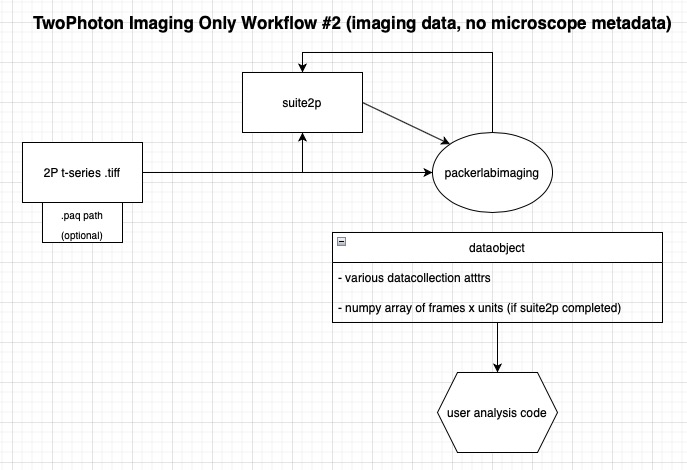 TwoPhoton Imaging Only Workflow #2 (imaging data, no microscope metadata)
suite2p
2P t-series .tiff
packerlabimaging
.paq path
(optional)
dataobject
- various datacollection atttrs
- numpy array of frames x units (if suite2p completed)
user analysis code